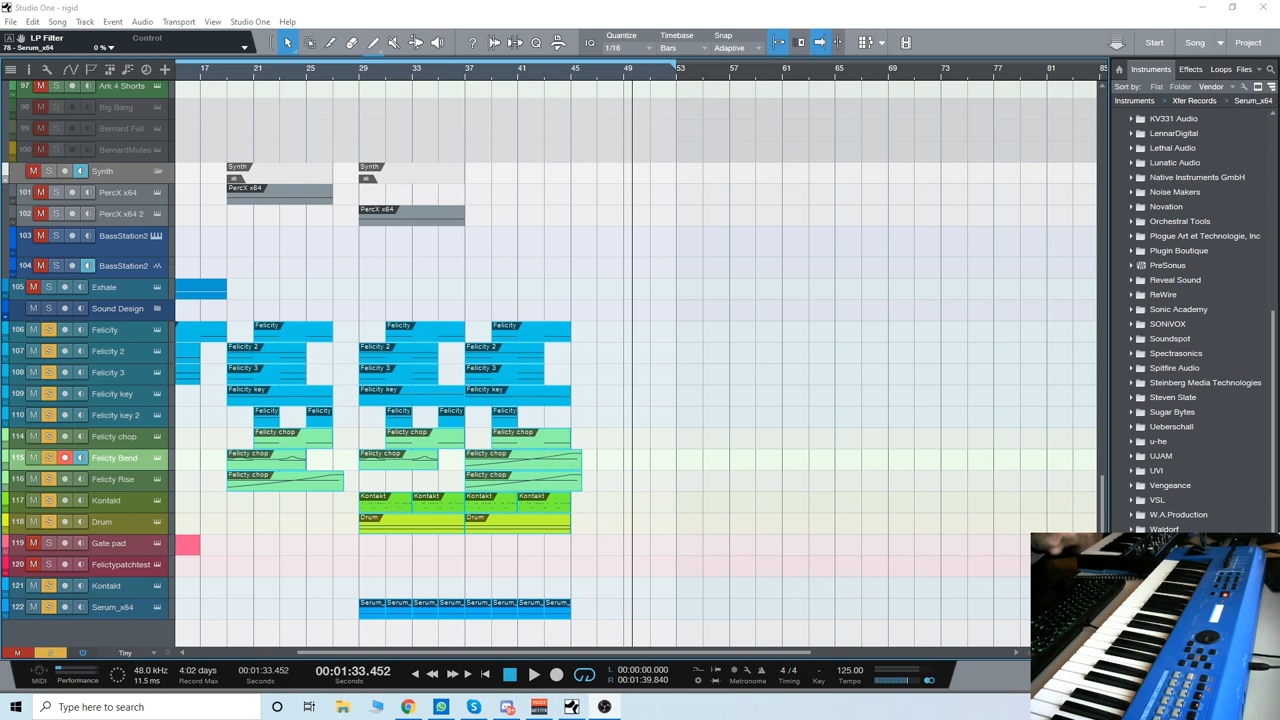 Studio One - rigid
File Edit Song Track Event Audio Transport View Studio One Help
LP Filter Control
78 - Serum_x64 0 %
Quantize Timebase Snap
IQ 1/16 Bars Adaptive
Start Song Project
17 21 25 29 33 37 41 45 49 53 57 61 65 69 73 77 81 85
Instruments Effects Loops Files
Sort by: Flat Folder Vendor
Instruments > Xfer Records > Serum_x64
97 M S Ark 4 Shorts
98 M S Big Bang
99 M S Bernard Full
100 M S BernardMutes
M S Synth Synth Synth
101 M S PercX x64 PercX x64
102 M S PercX x64 2 PercX x64
103 M S BassStation2
104 M S BassStation2
105 M S Exhale
M S Sound Design
106 M S Felicity Felicity Felicity Felicity
107 M S Felicity 2 Felicity 2 Felicity 2 Felicity 2
108 M S Felicity 3 Felicity 3 Felicity 3 Felicity 3
109 M S Felicity key Felicity key Felicity key Felicity key
110 M S Felicity key 2 Felicity Felicity Felicity Felicity Felicity
114 M S Felicty chop Felicty chop Felicty chop Felicty chop
115 M S Felicty Bend Felicty chop Felicty chop Felicty chop
116 M S Felicty Rise Felicty chop Felicty chop
117 M S Kontakt Kontakt Kontakt Kontakt Kontakt
118 M S Drum Drum Drum
119 M S Gate pad
120 M S Felictypatchtest
121 M S Kontakt
122 M S Serum_x64 Serum_ Serum_ Serum_ Serum_ Serum_ Serum_ Serum_ Serum_
KV331 Audio
LennarDigital
Lethal Audio
Lunatic Audio
Native Instruments GmbH
Noise Makers
Novation
Orchestral Tools
Plogue Art et Technologie, Inc
Plugin Boutique
PreSonus
Reveal Sound
ReWire
Sonic Academy
SONiVOX
Soundspot
Spectrasonics
Spitfire Audio
Steinberg Media Technologies
Steven Slate
Sugar Bytes
Ueberschall
u-he
UJAM
UVI
Vengeance
VSL
W.A.Production
Waldorf
M S Tiny
MIDI Performance
48.0 kHz 4:02 days 00:01:33.452 00:01:33.452 L 00:00:00.000 4 / 4 - 125.00
11.5 ms Record Max Seconds Seconds R 00:01:39.840 Metronome Timing Key Tempo
Type here to search